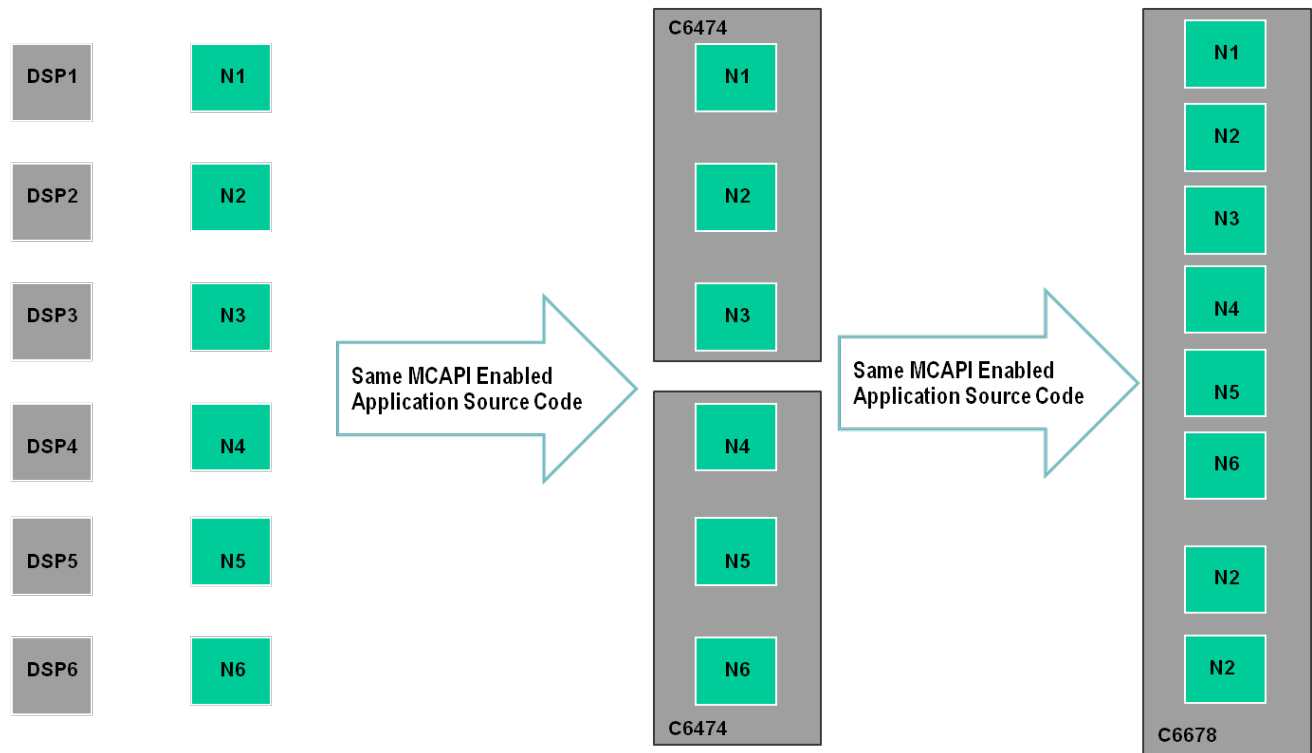 DSP1
DSP2
DSP3
DSP4
DSP5
DSP6
N1
N2
N3
N4
N5
N6
Same MCAPI Enabled
Application Source Code
C6474
N1
N2
N3
N4
N5
N6
C6474
Same MCAPI Enabled
Application Source Code
N1
N2
N3
N4
N5
N6
N2
N2
C6678